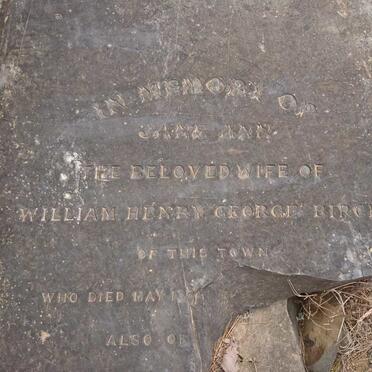 IN MEMORY OF
JANE ANN
THE BELOVED WIFE OF
WILLIAM HENRY GEORGE BIRCH
OF THIS TOWN
WHO DIED MAY
ALSO OF